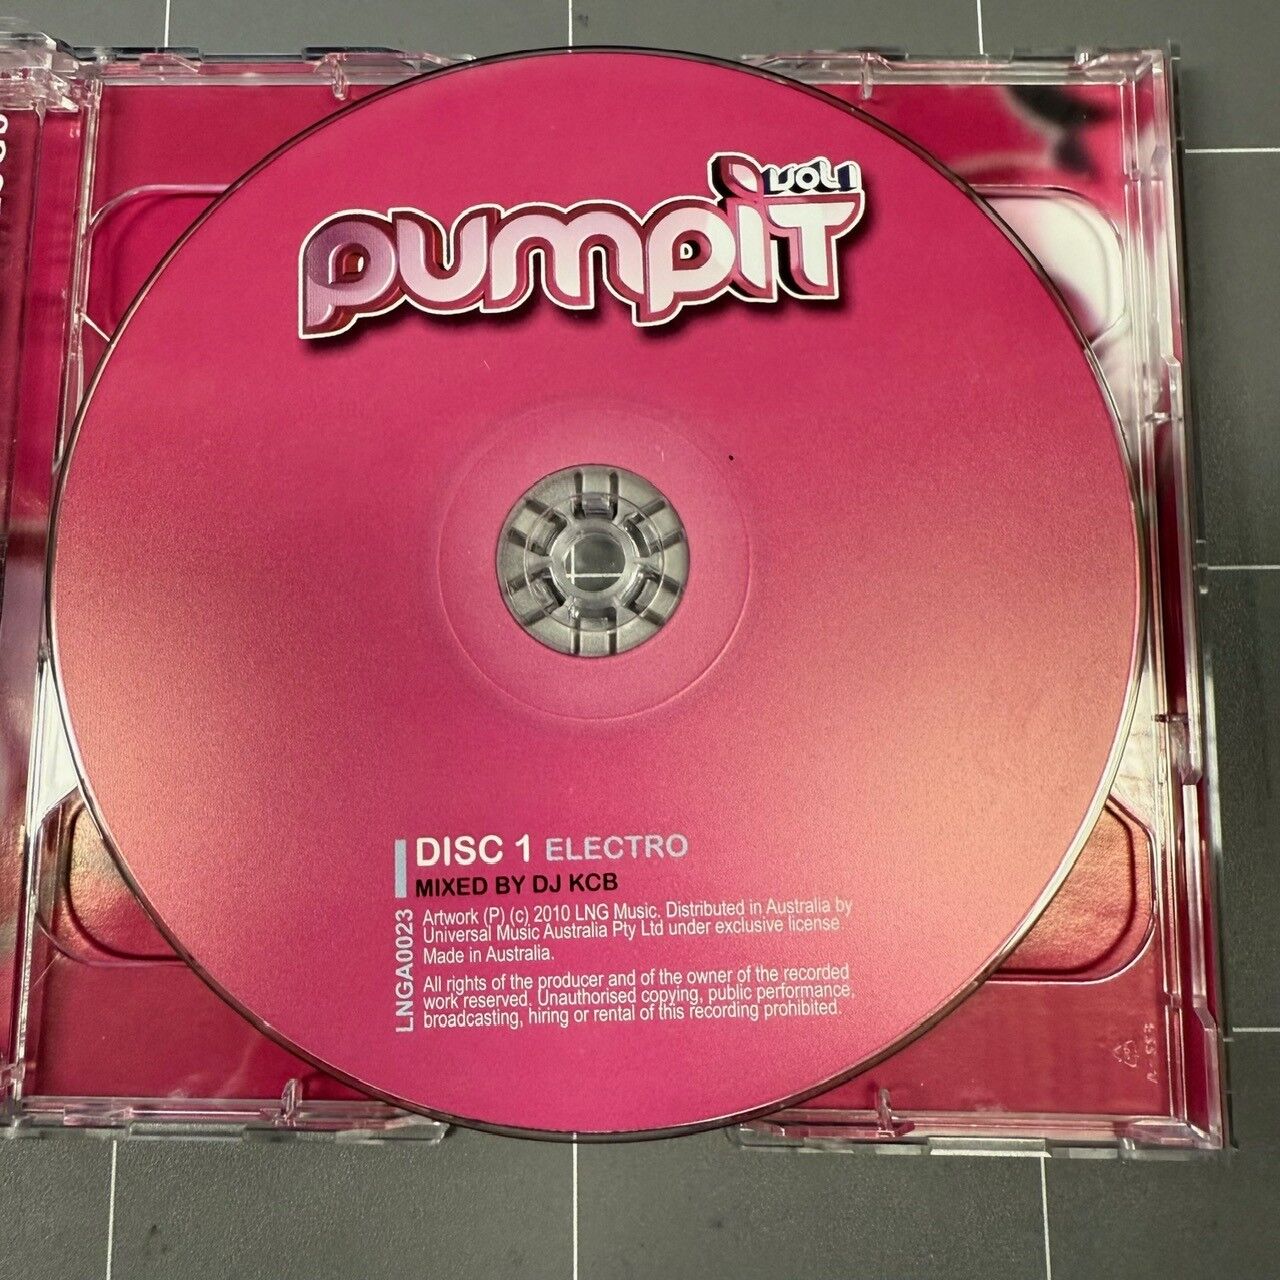 VOL 1
pumpiT
DISC 1 ELECTRO
MIXED BY DJ KCB
LNGA0023
Artwork (P) (c) 2010 LNG Music. Distributed in Australia by
Universal Music Australia Pty Ltd under exclusive license.
Made in Australia.
All rights of the producer and of the owner of the recorded
work reserved. Unauthorised copying, public performance,
broadcasting, hiring or rental of this recording prohibited.